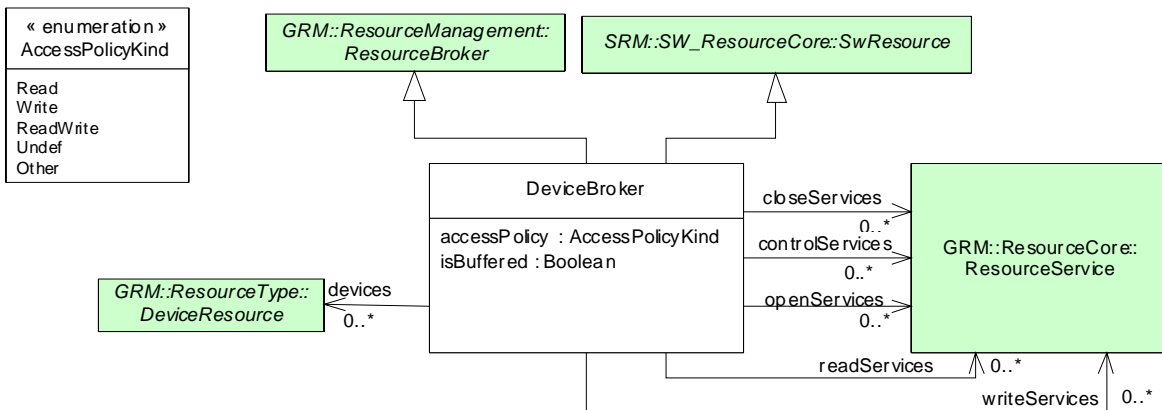 « enumeration »
AccessPolicyKind
Read
Write
ReadWrite
Undef
Other
GRM::ResourceManagement::
ResourceBroker
SRM::SW_ResourceCore::SwResource
DeviceBroker
accessPolicy : AccessPolicyKind
isBuffered : Boolean
closeServices
0..*
controlServices
0..*
openServices
0..*
GRM::ResourceCore::
ResourceService
GRM::ResourceType::
DeviceResource
devices
0..*
readServices
0..*
writeServices
0..*